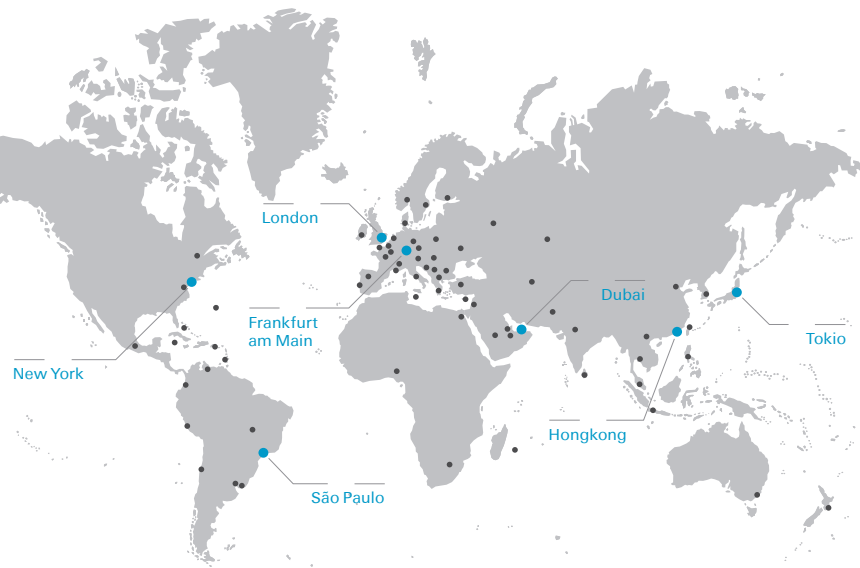 London
Dubai
Frankfurt
am Main
Tokio
New York
Hongkong
São Paulo